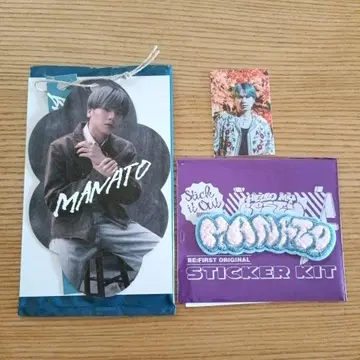 MANATO
Stick
it Out
MANATO
BE:FIRST ORIGINAL
STICKER KIT